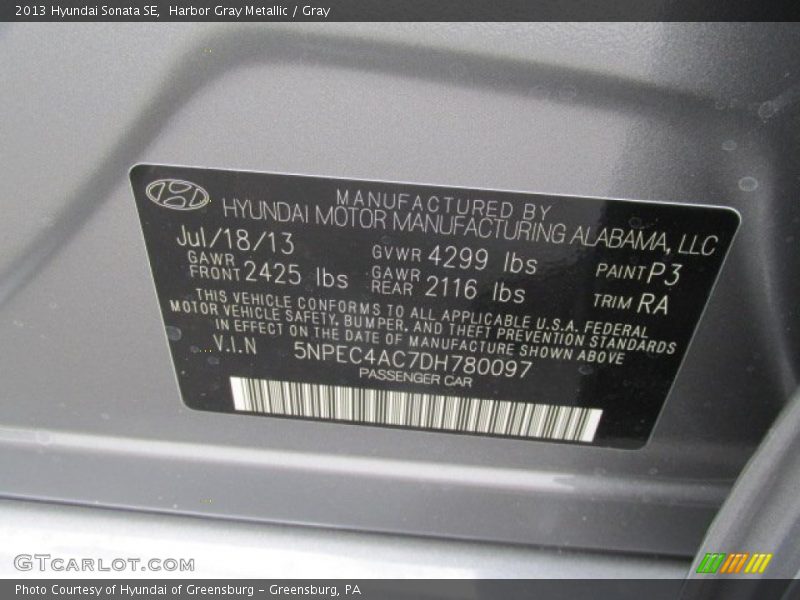 2013 Hyundai Sonata SE,  Harbor Gray Metallic / Gray
MANUFACTURED BY
HYUNDAI MOTOR MANUFACTURING ALABAMA, LLC
Jul/18/13
GAWR FRONT 2425 lbs
GVWR 4299 lbs
GAWR REAR 2116 lbs
PAINT P3
TRIM RA
THIS VEHICLE CONFORMS TO ALL APPLICABLE U.S.A. FEDERAL
MOTOR VEHICLE SAFETY, BUMPER, AND THEFT PREVENTION STANDARDS
IN EFFECT ON THE DATE OF MANUFACTURE SHOWN ABOVE
V.I.N 5NPEC4AC7DH780097
PASSENGER CAR
GTCARLOT.COM
Photo Courtesy of Hyundai of Greensburg – Greensburg, PA